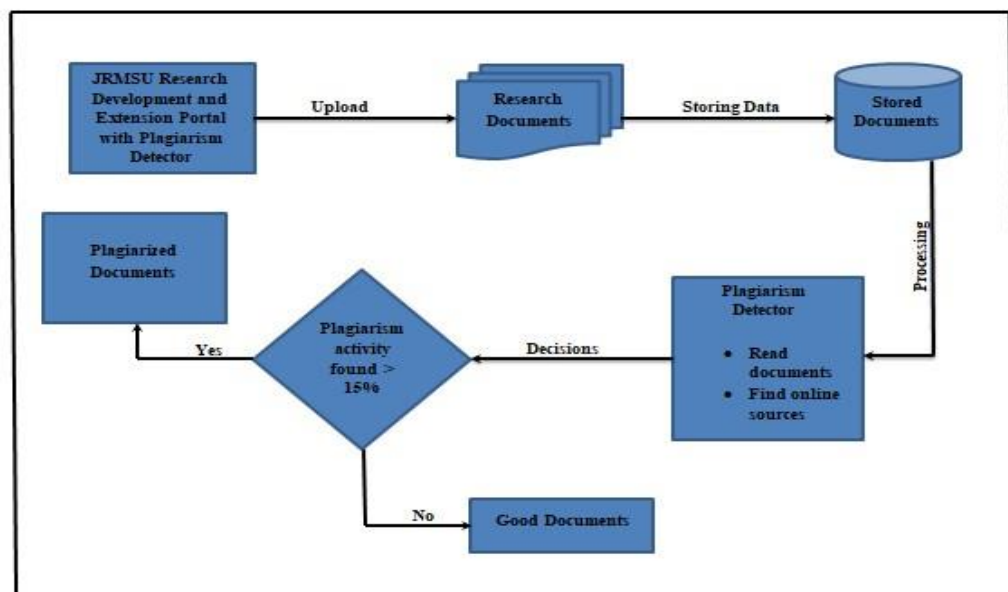 JRMSU Research
Development and
Extension Portal
with Plagiarism
Detector
Upload
Research
Documents
Storing Data
Stored
Documents
Processing
Plagiarism
Detector
• Read
documents
• Find online
sources
Decisions
Plagiarism
activity
found >
15%
Yes
Plagiarized
Documents
No
Good Documents